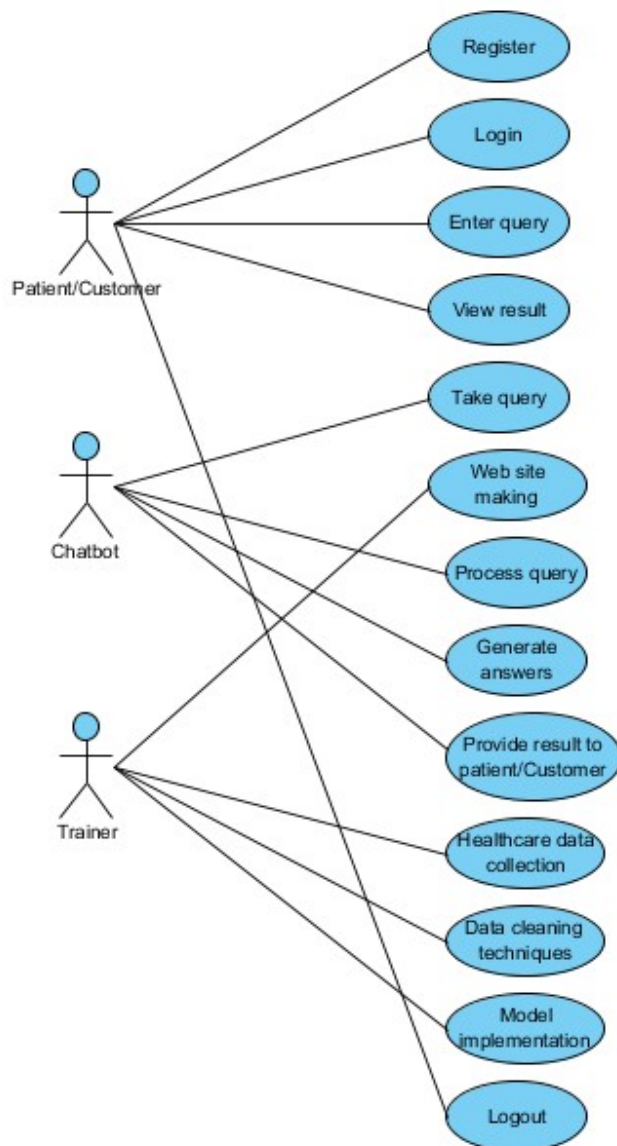 Register
Login
Enter query
Patient/Customer
View result
Take query
Web site
making
Chatbot
Process query
Generate
answers
Provide result to
patient/Customer
Trainer
Healthcare data
collection
Data cleaning
techniques
Model
implementation
Logout